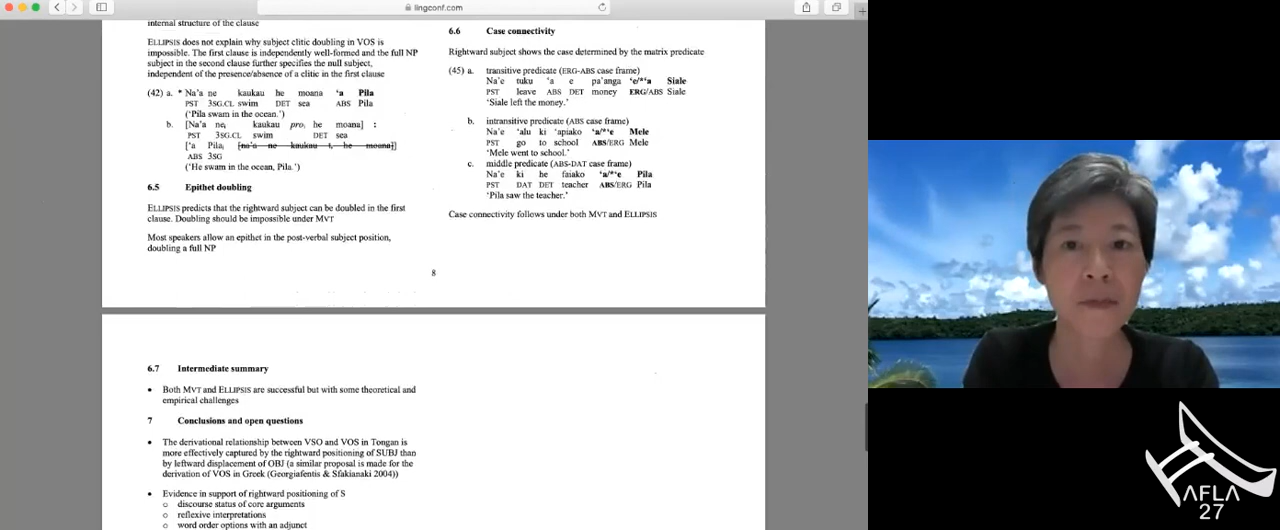 lingconf.com
internal structure of the clause
ELLIPSIS does not explain why subject clitic doubling in VOS is
impossible. The first clause is independently well-formed and the full NP
subject in the second clause further specifies the null subject,
independent of the presence/absence of a clitic in the first clause
(42) a. * Na'a ne kaukau he moana 'a Pila
PST 3SG.CL swim DET sea ABS Pila
('Pila swam in the ocean.')
b. [Na'a neᵢ kaukau proᵢ he moana] :
PST 3SG.CL swim DET sea
['a Pilaᵢ [na'a ne kaukau tᵢ he moana]]
ABS 3SG
('He swam in the ocean, Pila.')
6.5 Epithet doubling
ELLIPSIS predicts that the rightward subject can be doubled in the first
clause. Doubling should be impossible under MVT
Most speakers allow an epithet in the post-verbal subject position,
doubling a full NP
6.6 Case connectivity
Rightward subject shows the case determined by the matrix predicate
(45) a. transitive predicate (ERG-ABS case frame)
Na'e tuku 'a e pa'anga 'e/*'a Siale
PST leave ABS DET money ERG/ABS Siale
'Siale left the money.'
b. intransitive predicate (ABS case frame)
Na'e 'alu ki 'apiako 'a/*'e Mele
PST go to school ABS/ERG Mele
'Mele went to school.'
c. middle predicate (ABS-DAT case frame)
Na'e ki he faiako 'a/*'e Pila
PST DAT DET teacher ABS/ERG Pila
'Pila saw the teacher.'
Case connectivity follows under both MVT and ELLIPSIS
8
6.7 Intermediate summary
• Both MVT and ELLIPSIS are successful but with some theoretical and
empirical challenges
7 Conclusions and open questions
• The derivational relationship between VSO and VOS in Tongan is
more effectively captured by the rightward positioning of SUBJ than
by leftward displacement of OBJ (a similar proposal is made for the
derivation of VOS in Greek (Georgiafentis & Sfakianaki 2004))
• Evidence in support of rightward positioning of S
o discourse status of core arguments
o reflexive interpretations
o word order options with an adjunct
AFLA
27